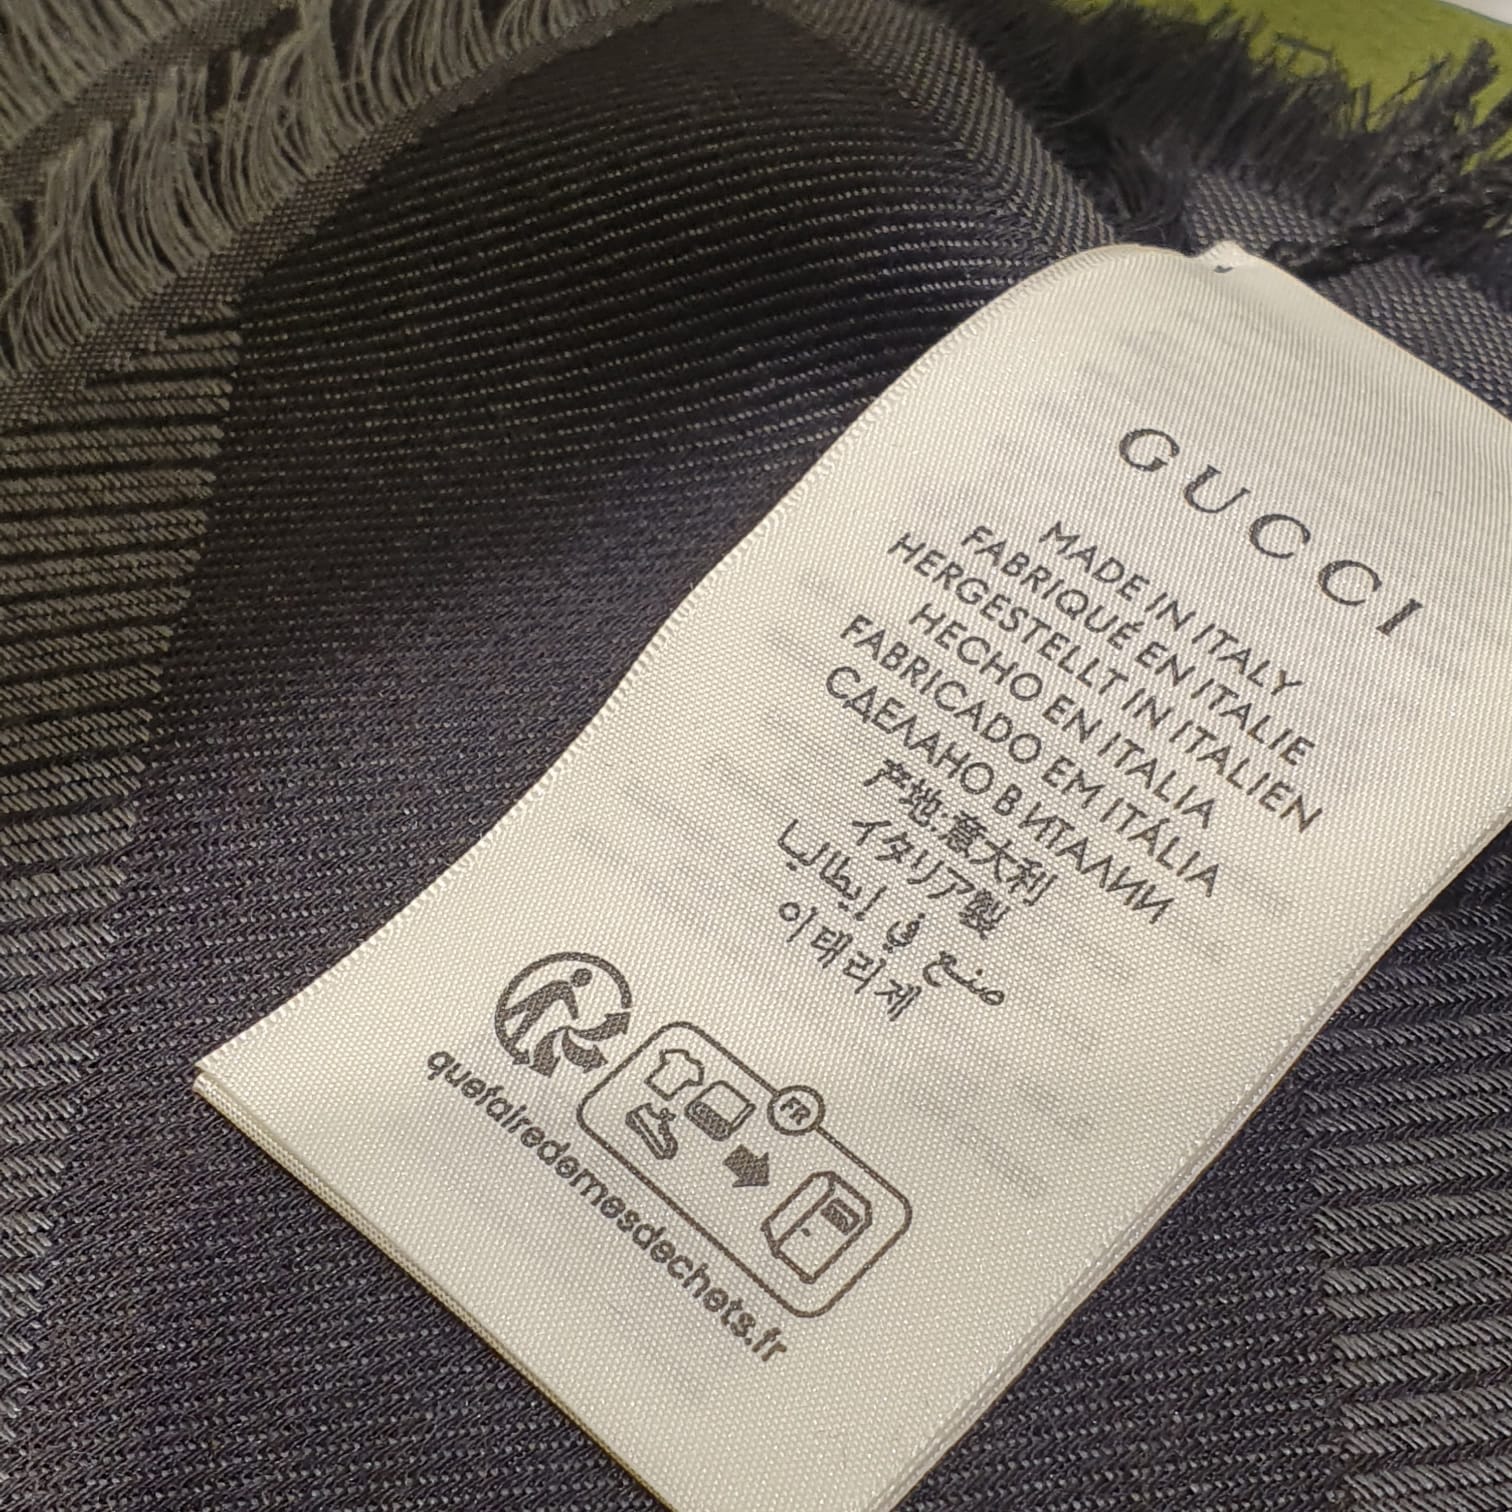 GUCCI
MADE IN ITALY
FABRIQUÉ EN ITALIE
HERGESTELLT IN ITALIEN
HECHO EN ITALIA
FABRICADO EM ITÁLIA
СДЕЛАНО В ИТАЛИИ
产地:意大利
イタリア製
صنع في إيطاليا
이태리제
FR
quefairedemesdechets.fr